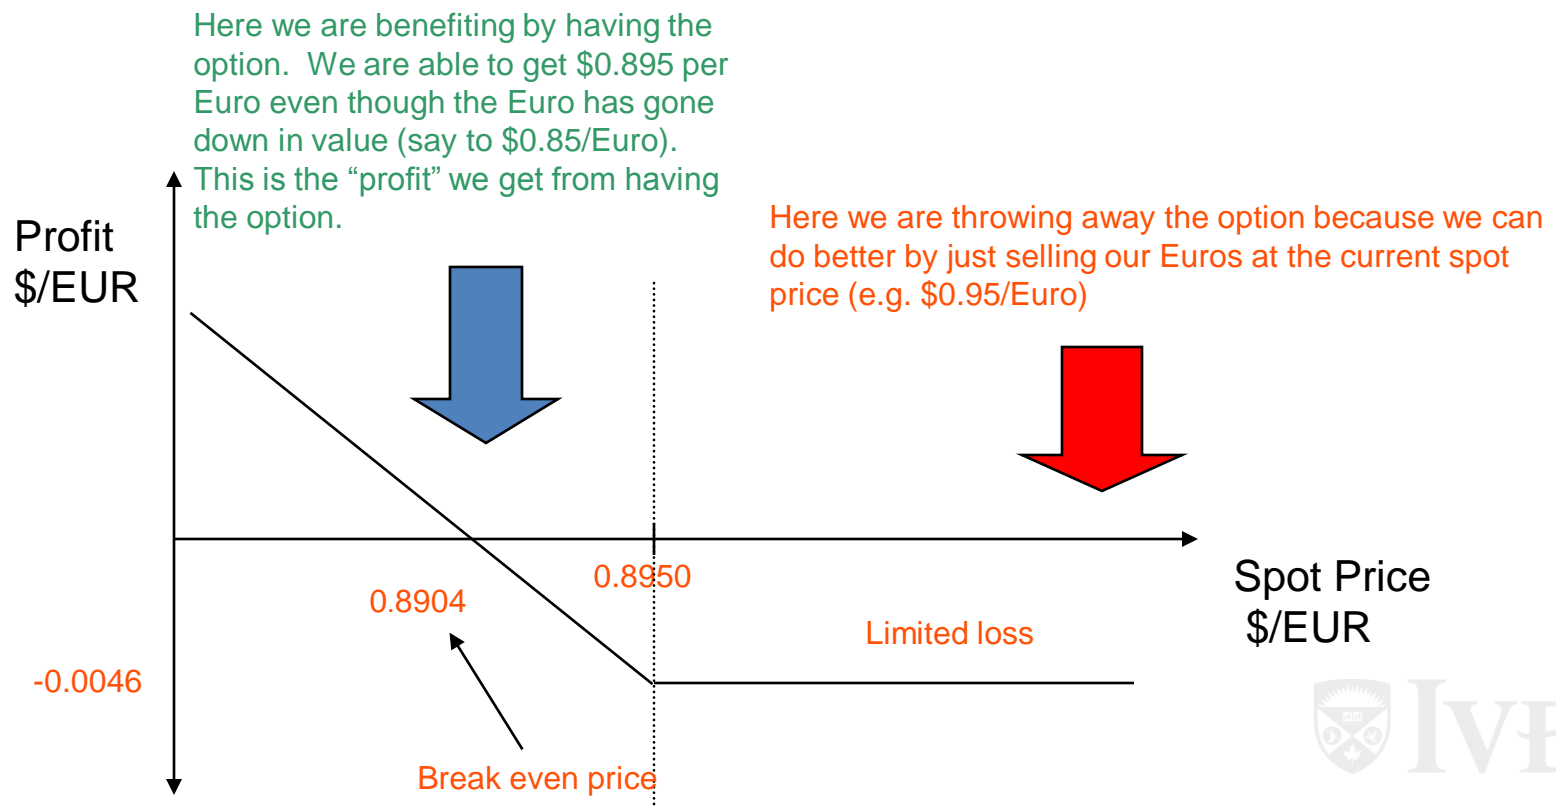 Here we are benefiting by having the
option. We are able to get $0.895 per
Euro even though the Euro has gone
down in value (say to $0.85/Euro).
This is the “profit” we get from having
the option.
Profit
$/EUR
Here we are throwing away the option because we can
do better by just selling our Euros at the current spot
price (e.g. $0.95/Euro)
0.8950
0.8904
Spot Price
$/EUR
Limited loss
-0.0046
Break even price